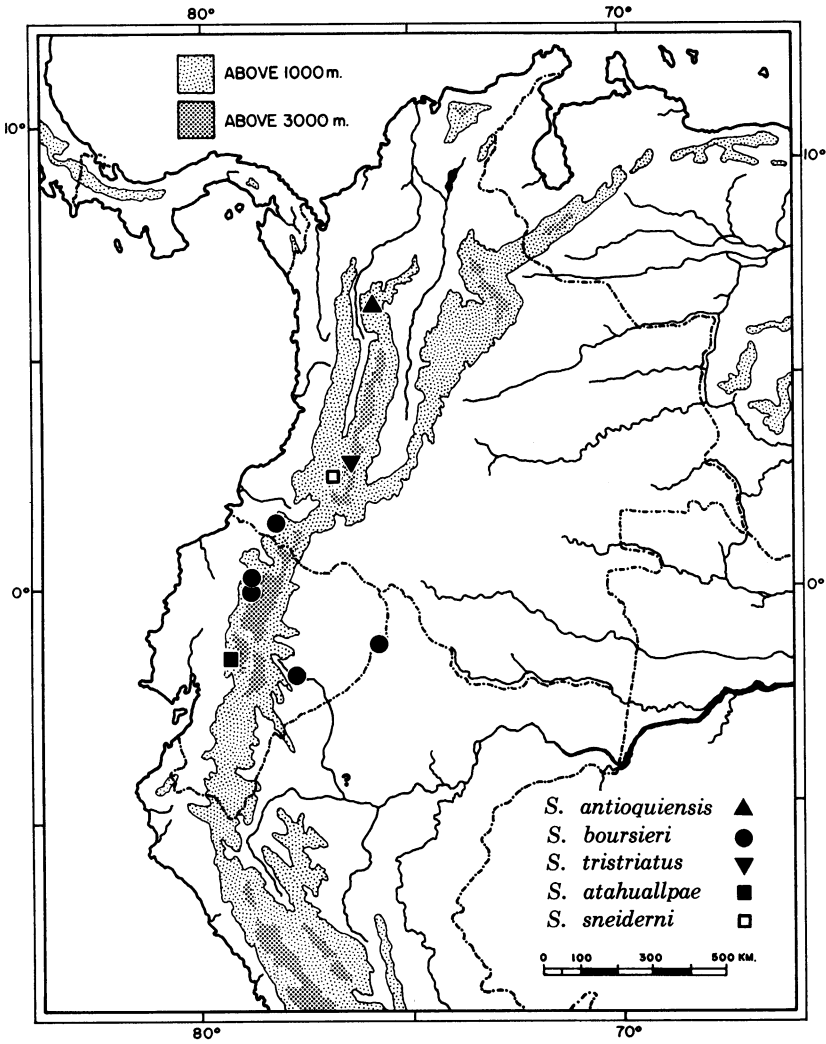 80°
70°
ABOVE 1000 m.
ABOVE 3000 m.
10°
10°
0°
0°
?
S. antioquiensis
S. boursieri
S. tristriatus
S. atahuallpae
S. sneiderni
0 100 300 500 KM.
80°
70°